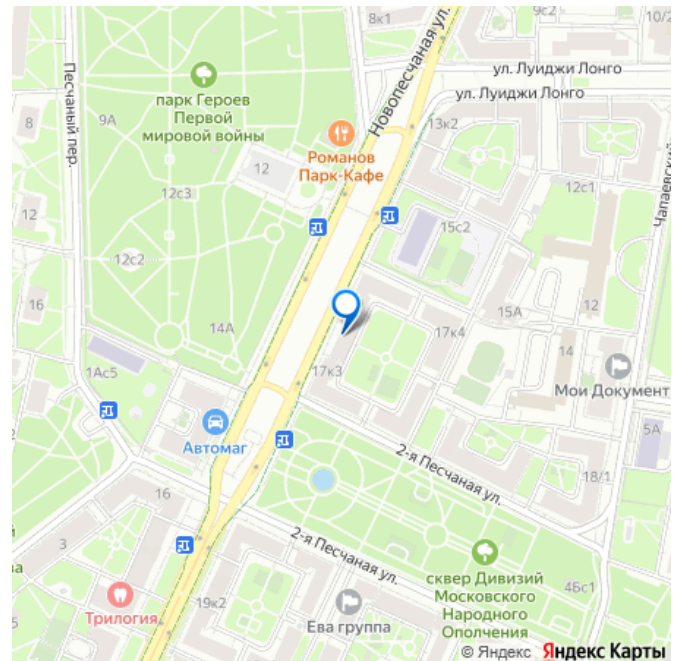 8к1
9с2
10/2
Новопесчаная ул.
ул. Луиджи Лонго
ул. Луиджи Лонго
Песчаный пер.
парк Героев
Первой
мировой войны
9А
8
13к2
Романов
Парк-Кафе
12
Чапаевский
12с3
12с1
12
15с2
12с2
16
15А
12
14А
17к4
14
17к3
1Ас5
Мои Документ
Автомаг
5А
2-я Песчаная ул.
18/1
16
3
2-я Песчаная ул.
сквер Дивизий
Московского
Народного
Ополчения
4Бс1
ва
Трилогия
19к2
Ева группа
© Яндекс Яндекс Карты